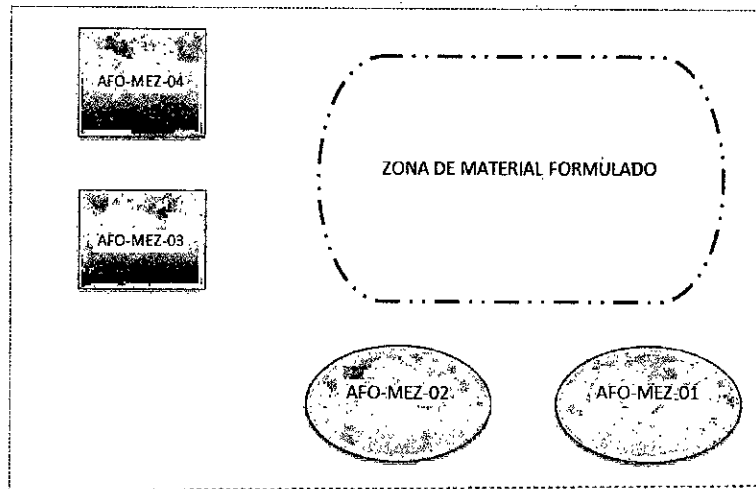 AFO-MEZ-04
ZONA DE MATERIAL FORMULADO
AFO-MEZ-03
AFO-MEZ-02
AFO-MEZ-01